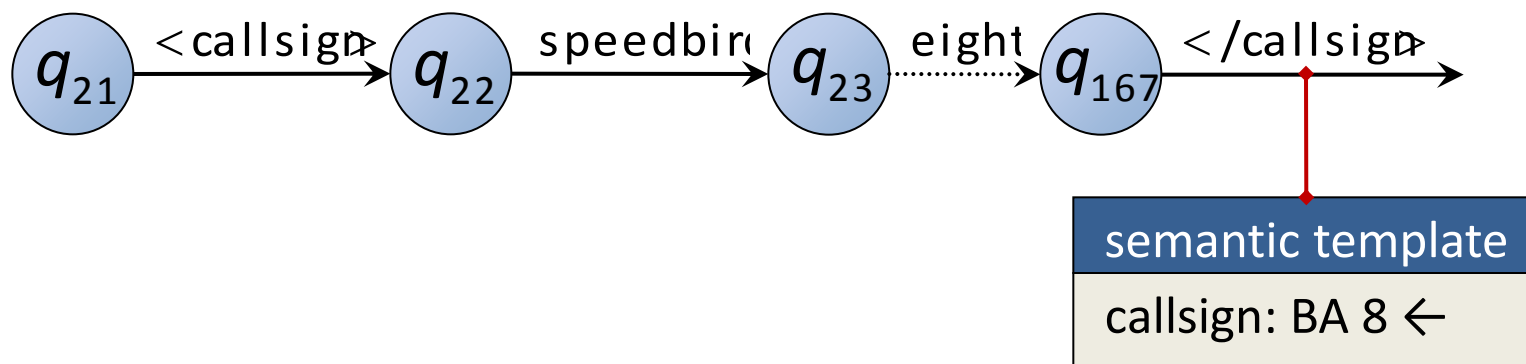 <callsign> speedbird eight </callsign>
q21 q22 q23 q167
semantic template
callsign: BA 8 ←